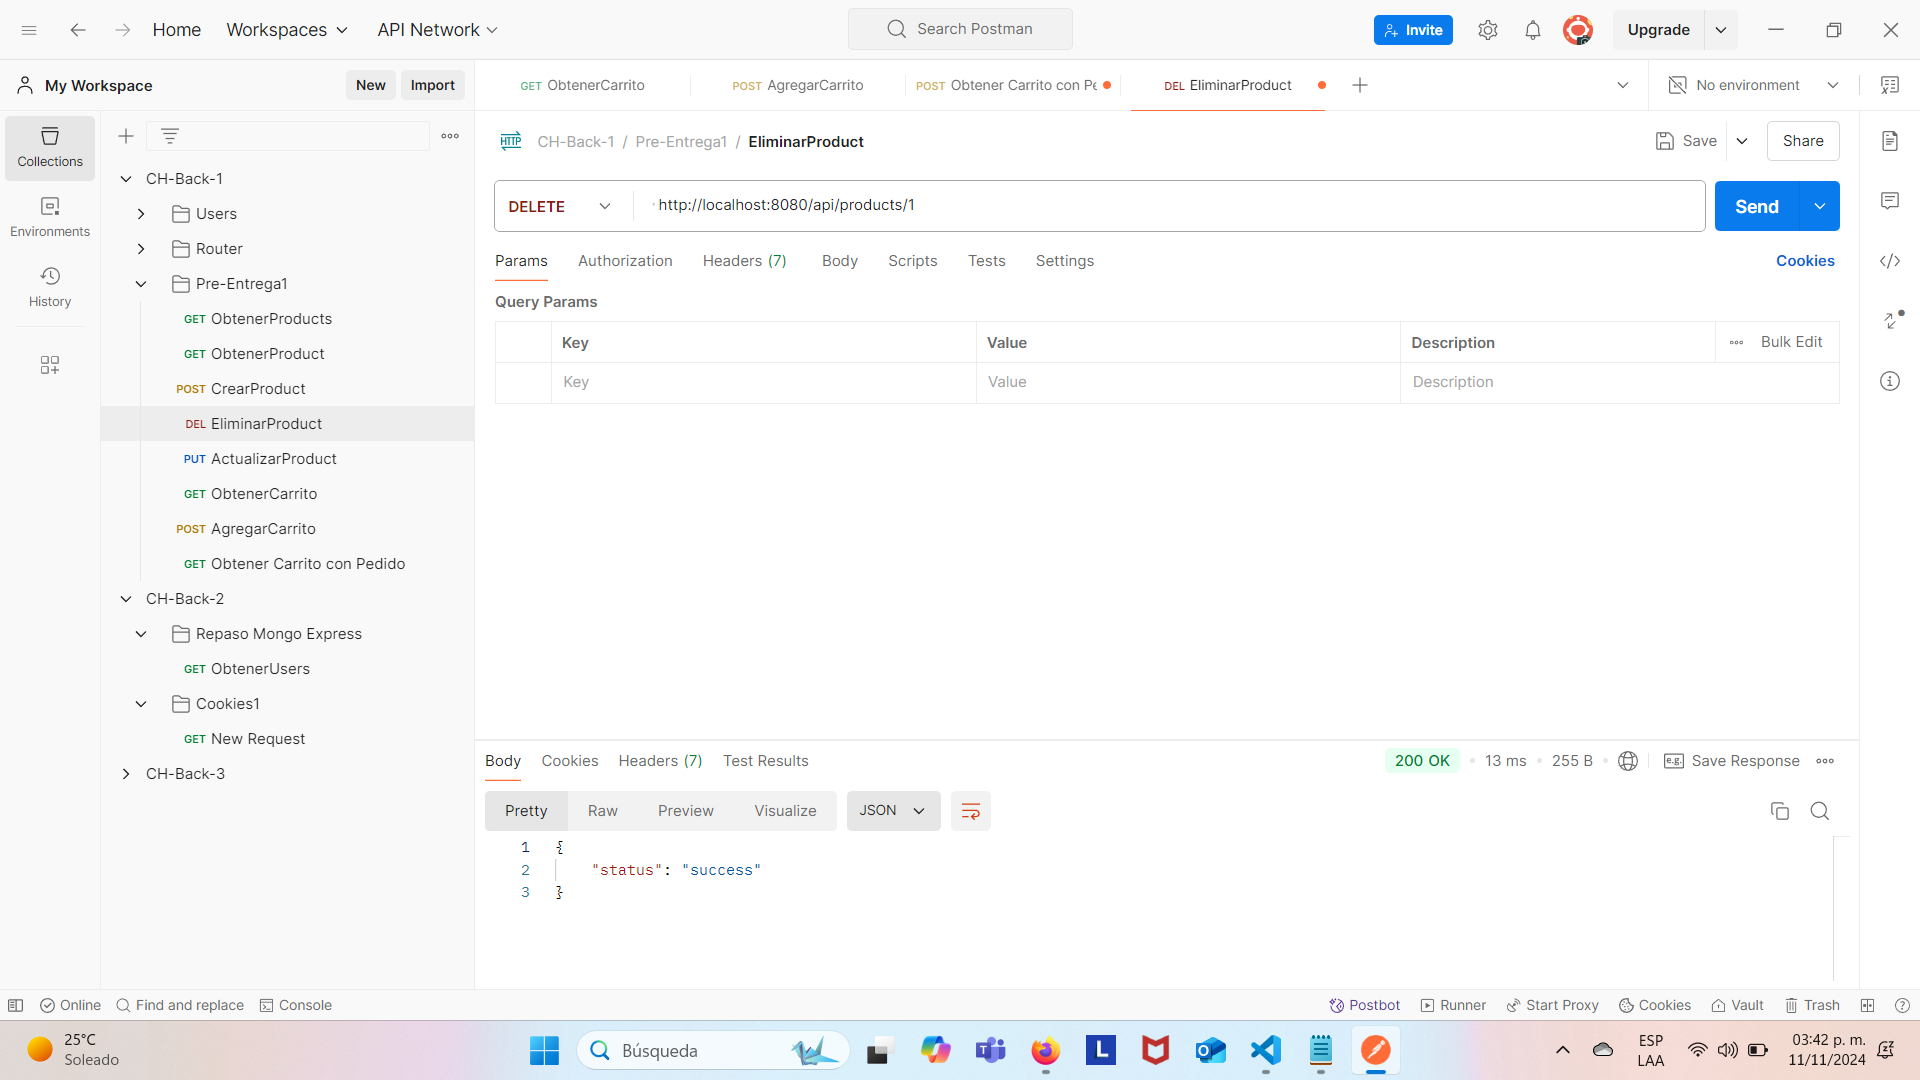 Home
Workspaces
API Network
Search Postman
Invite
Upgrade
My Workspace
New
Import
GET ObtenerCarrito
POST AgregarCarrito
POST Obtener Carrito con Pe
DEL EliminarProduct
No environment
Collections
Environments
History
CH-Back-1
Users
Router
Pre-Entrega1
GET ObtenerProducts
GET ObtenerProduct
POST CrearProduct
DEL EliminarProduct
PUT ActualizarProduct
GET ObtenerCarrito
POST AgregarCarrito
GET Obtener Carrito con Pedido
CH-Back-2
Repaso Mongo Express
GET ObtenerUsers
Cookies1
GET New Request
CH-Back-3
HTTP CH-Back-1 / Pre-Entrega1 / EliminarProduct
Save
Share
DELETE
http://localhost:8080/api/products/1
Send
Params
Authorization
Headers (7)
Body
Scripts
Tests
Settings
Cookies
Query Params
Key
Value
Description
Bulk Edit
Key
Value
Description
Body
Cookies
Headers (7)
Test Results
200 OK
13 ms
255 B
e.g. Save Response
Pretty
Raw
Preview
Visualize
JSON
1 {
2 "status": "success"
3 }
Online
Find and replace
Console
Postbot
Runner
Start Proxy
Cookies
Vault
Trash
25°C
Soleado
Búsqueda
L
ESP
LAA
03:42 p. m.
11/11/2024